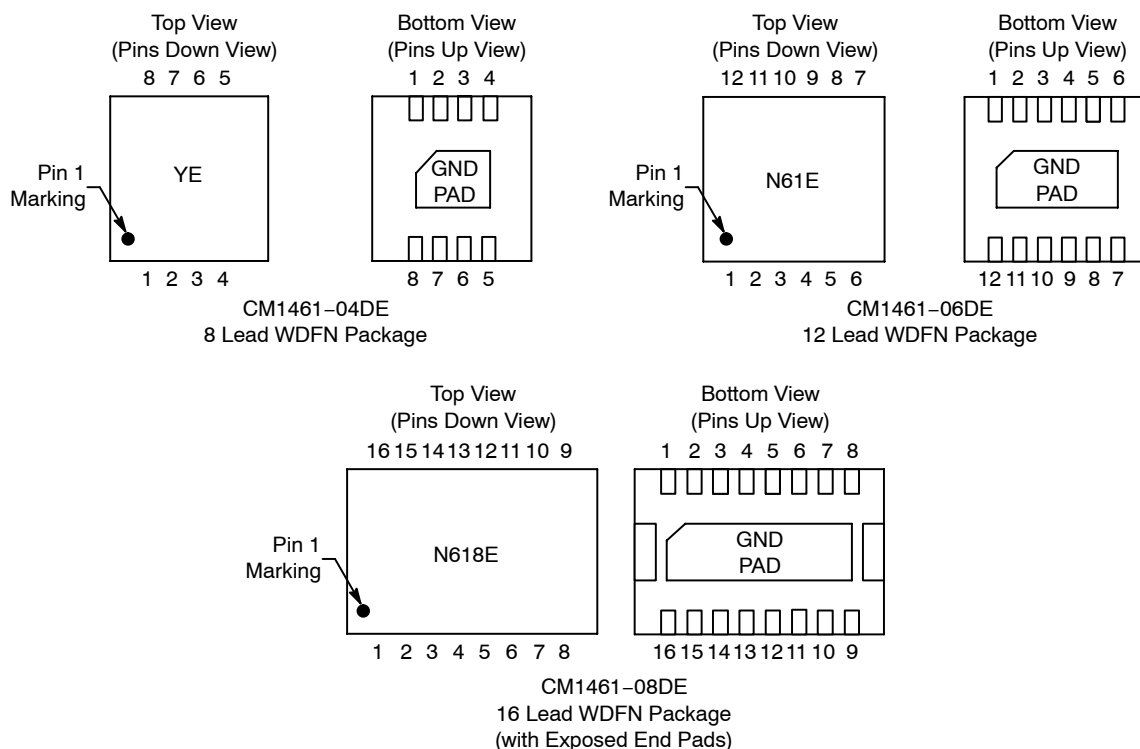 Top View
(Pins Down View)
8 7 6 5
YE
Pin 1
Marking
1 2 3 4
Bottom View
(Pins Up View)
1 2 3 4
GND
PAD
8 7 6 5
CM1461−04DE
8 Lead WDFN Package
Top View
(Pins Down View)
12 11 10 9 8 7
N61E
Pin 1
Marking
1 2 3 4 5 6
Bottom View
(Pins Up View)
1 2 3 4 5 6
GND
PAD
12 11 10 9 8 7
CM1461−06DE
12 Lead WDFN Package
Top View
(Pins Down View)
16 15 14 13 12 11 10 9
N618E
Pin 1
Marking
1 2 3 4 5 6 7 8
Bottom View
(Pins Up View)
1 2 3 4 5 6 7 8
GND
PAD
16 15 14 13 12 11 10 9
CM1461−08DE
16 Lead WDFN Package
(with Exposed End Pads)